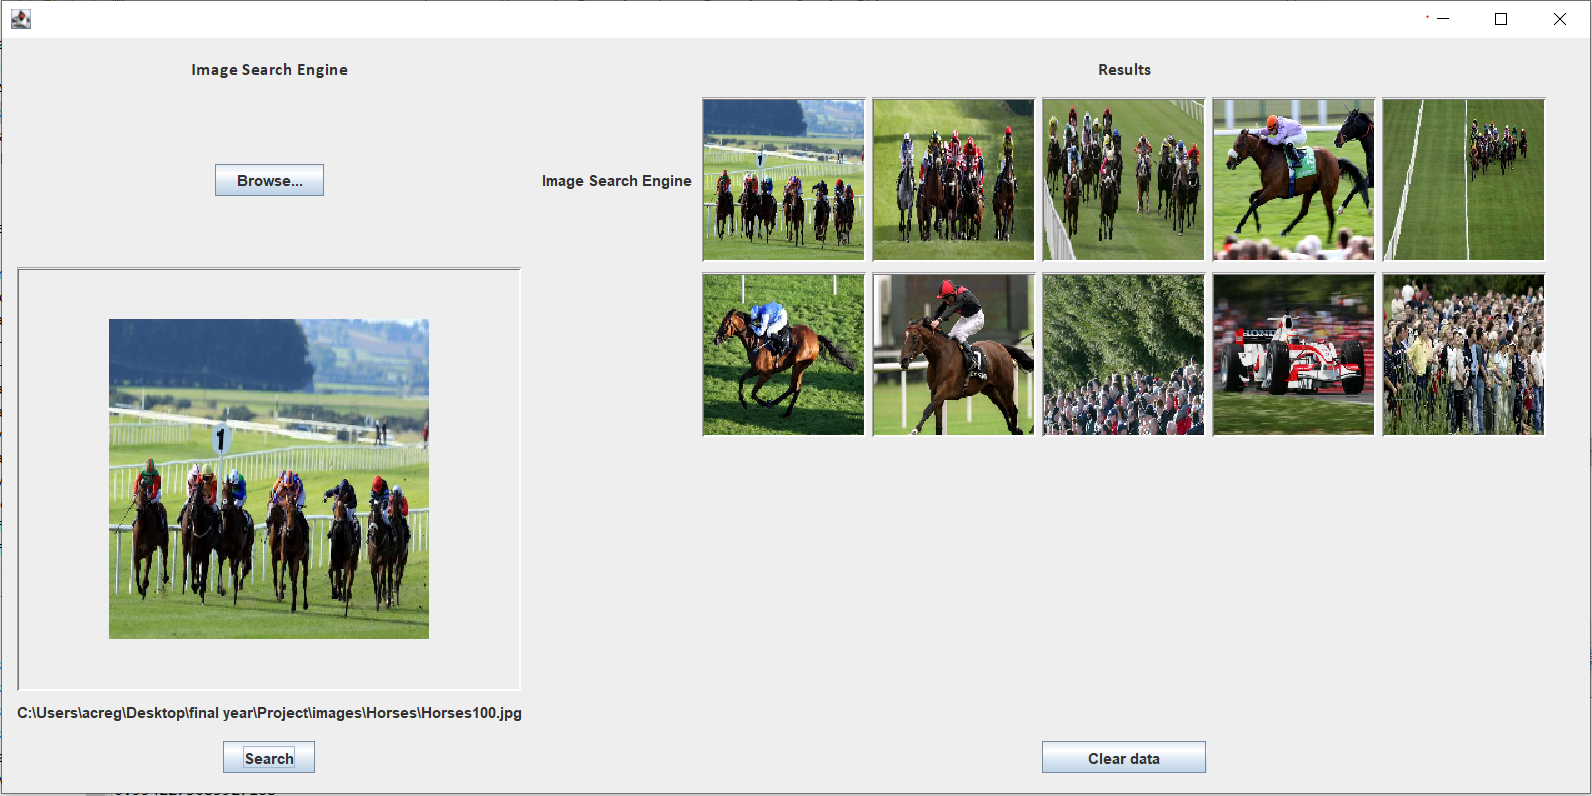 Image Search Engine
Results
Browse...
Image Search Engine
1
HONDA
C:\Users\acreg\Desktop\final year\Project\images\Horses\Horses100.jpg
Search
Clear data